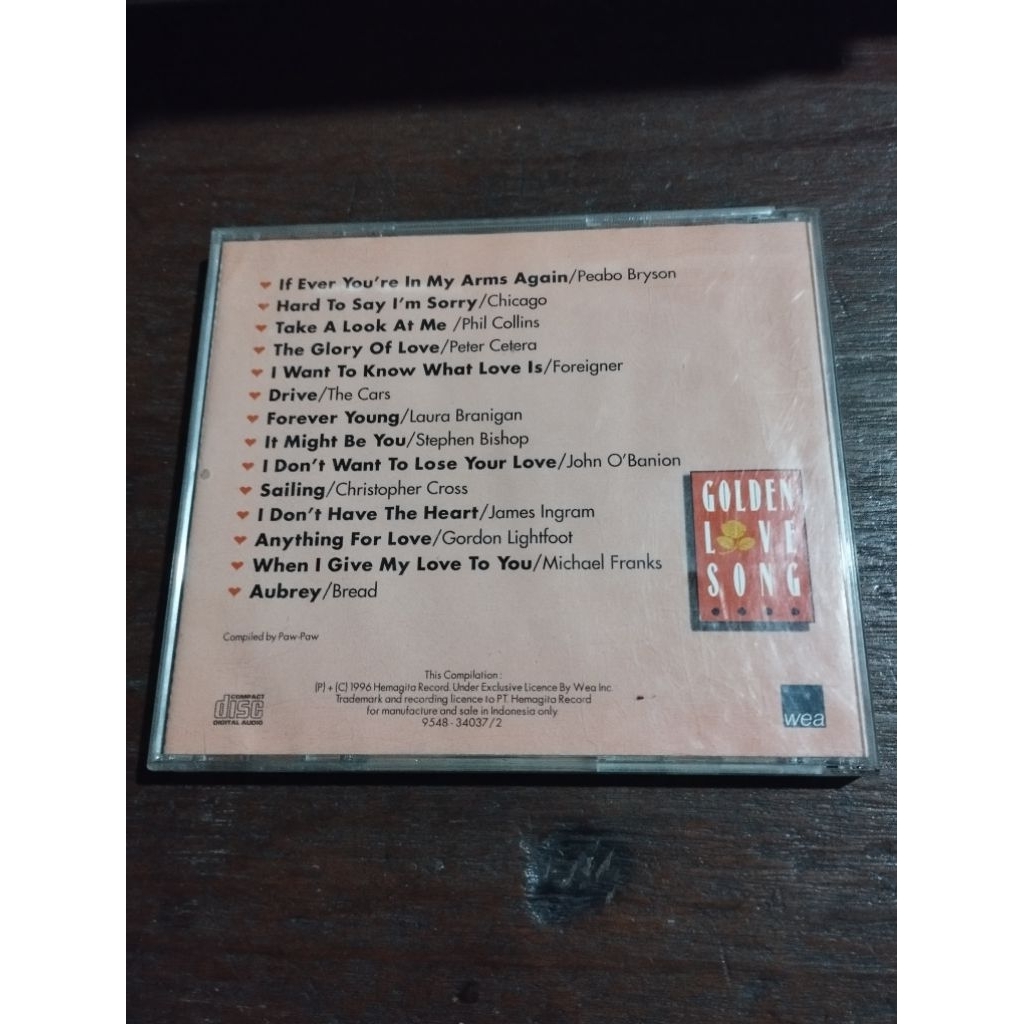 If Ever You're In My Arms Again/Peabo Bryson
Hard To Say I'm Sorry/Chicago
Take A Look At Me /Phil Collins
The Glory Of Love/Peter Cetera
I Want To Know What Love Is/Foreigner
Drive/The Cars
Forever Young/Laura Branigan
It Might Be You/Stephen Bishop
I Don't Want To Lose Your Love/John O'Banion
Sailing/Christopher Cross
I Don't Have The Heart/James Ingram
Anything For Love/Gordon Lightfoot
When I Give My Love To You/Michael Franks
Aubrey/Bread
GOLDEN
LOVE
SONG
Compiled by Paw-Paw
This Compilation :
(P) + (C) 1996 Hemagita Record. Under Exclusive Licence By Wea Inc.
Trademark and recording licence to PT. Hemagita Record
for manufacture and sale in Indonesia only
9548 - 34037/2
COMPACT
disc
DIGITAL AUDIO
wea